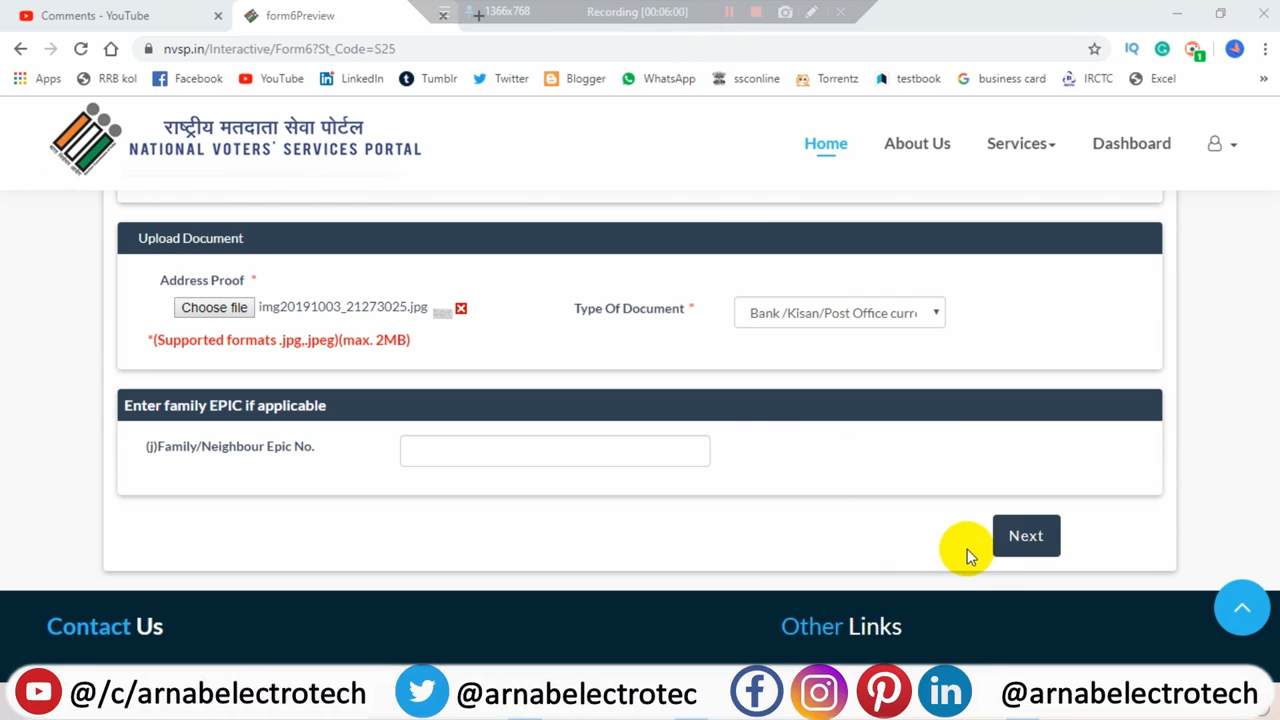 Comments - YouTube
form6Preview
1366x768
Recording [00:06:00]
nvsp.in/Interactive/Form6?St_Code=S25
IQ
1
Apps
RRB kol
Facebook
YouTube
LinkedIn
Tumblr
Twitter
Blogger
WhatsApp
ssconline
Torrentz
testbook
business card
IRCTC
Excel
»
राष्ट्रीय मतदाता सेवा पोर्टल
NATIONAL VOTERS' SERVICES PORTAL
Home
About Us
Services
Dashboard
Upload Document
Address Proof *
Choose file img20191003_21273025.jpg
Type Of Document *
Bank /Kisan/Post Office curr
*(Supported formats .jpg,.jpeg)(max. 2MB)
Enter family EPIC if applicable
(j)Family/Neighbour Epic No.
Next
Contact Us
Other Links
@/c/arnabelectrotech
@arnabelectrotec
@arnabelectrotech